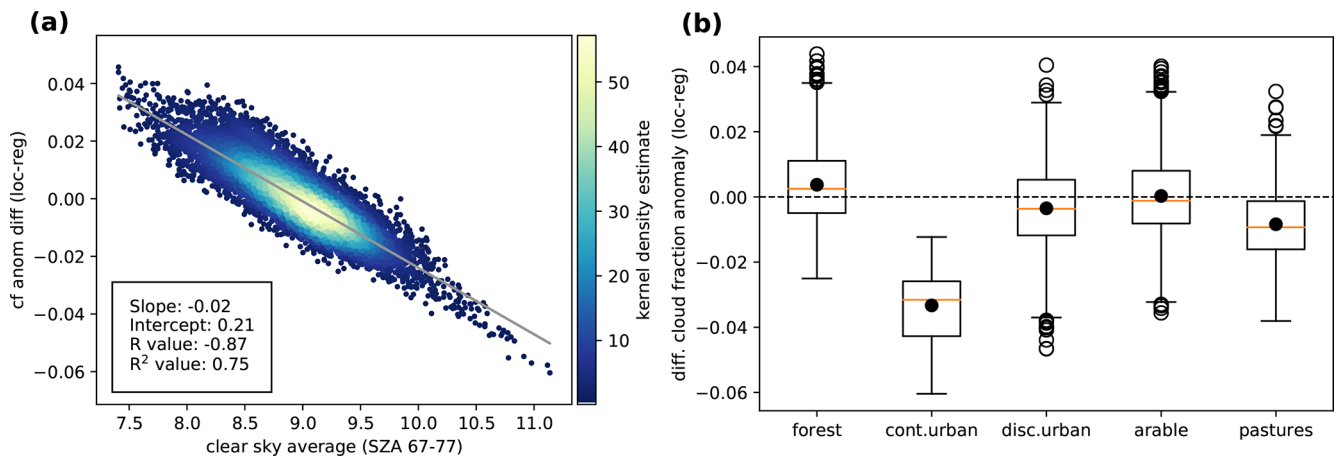 (a)
cf anom diff (loc-reg)
0.04
0.02
0.00
−0.02
−0.04
−0.06
Slope: -0.02
Intercept: 0.21
R value: -0.87
R² value: 0.75
7.5 8.0 8.5 9.0 9.5 10.0 10.5 11.0
clear sky average (SZA 67-77)
50
40
30
20
10
kernel density estimate
(b)
diff. cloud fraction anomaly (loc-reg)
0.04
0.02
0.00
−0.02
−0.04
−0.06
forest cont.urban disc.urban arable pastures